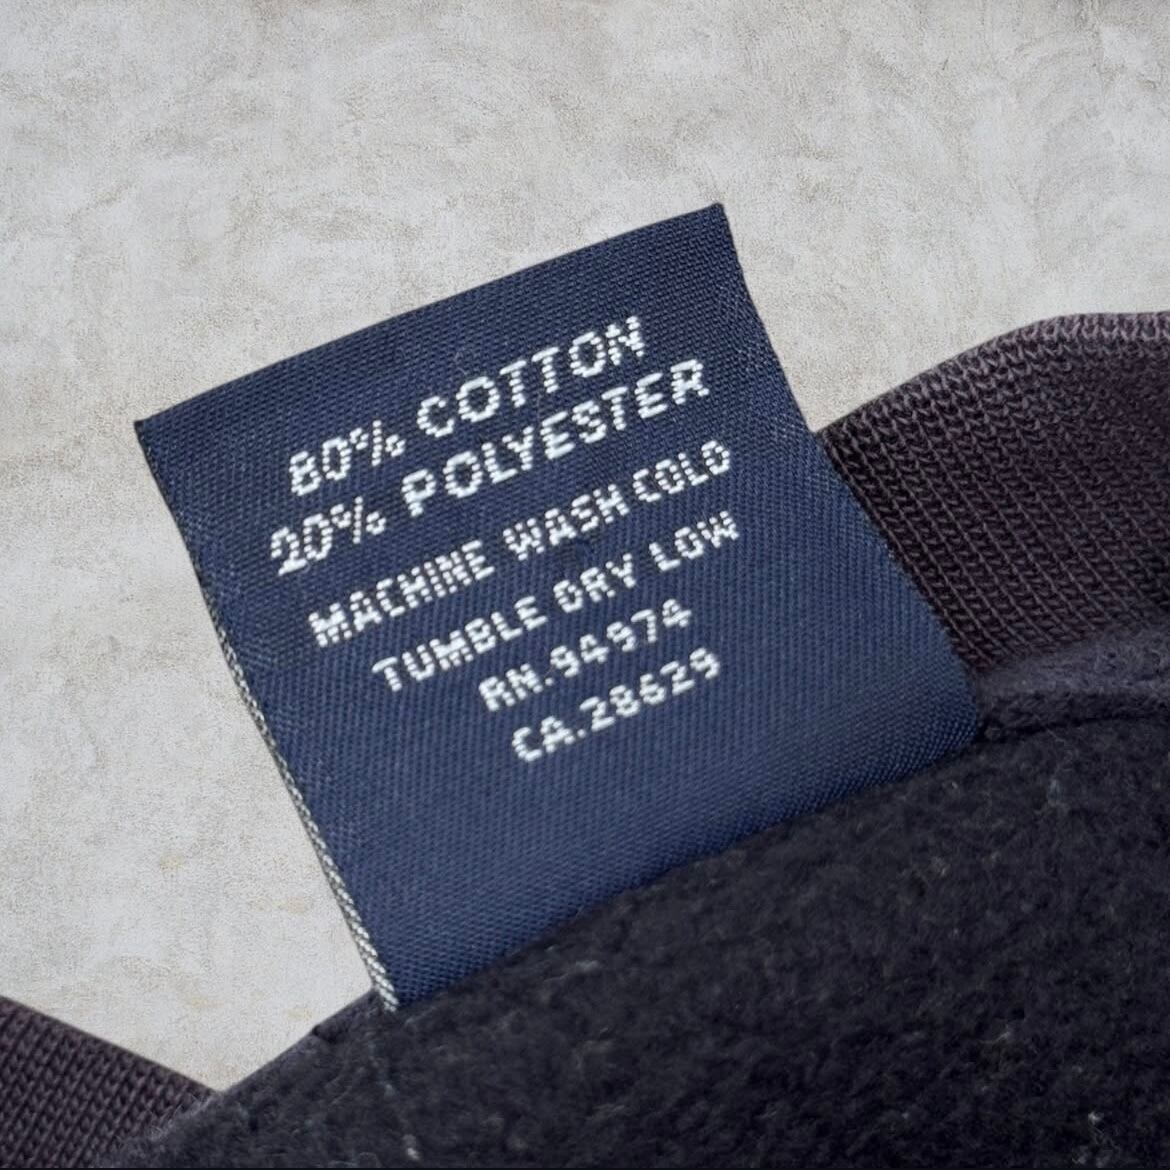 80% COTTON
20% POLYESTER
MACHINE WASH COLD
TUMBLE DRY LOW
RN.94974
CA.28629